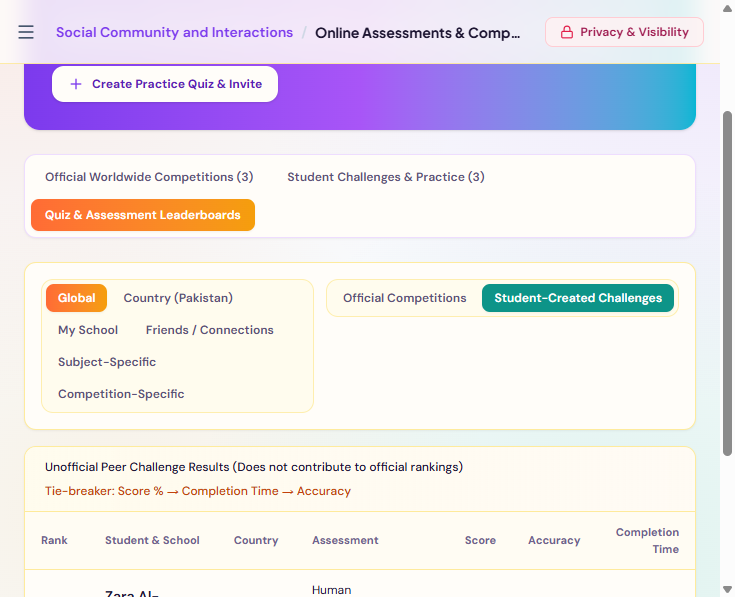 Social Community and Interactions / Online Assessments & Comp...
Privacy & Visibility
+ Create Practice Quiz & Invite
Official Worldwide Competitions (3)
Student Challenges & Practice (3)
Quiz & Assessment Leaderboards
Global
Country (Pakistan)
My School
Friends / Connections
Subject-Specific
Competition-Specific
Official Competitions
Student-Created Challenges
Unofficial Peer Challenge Results (Does not contribute to official rankings)
Tie-breaker: Score % → Completion Time → Accuracy
Rank
Student & School
Country
Assessment
Score
Accuracy
Completion
Time
Zara Al-
Human